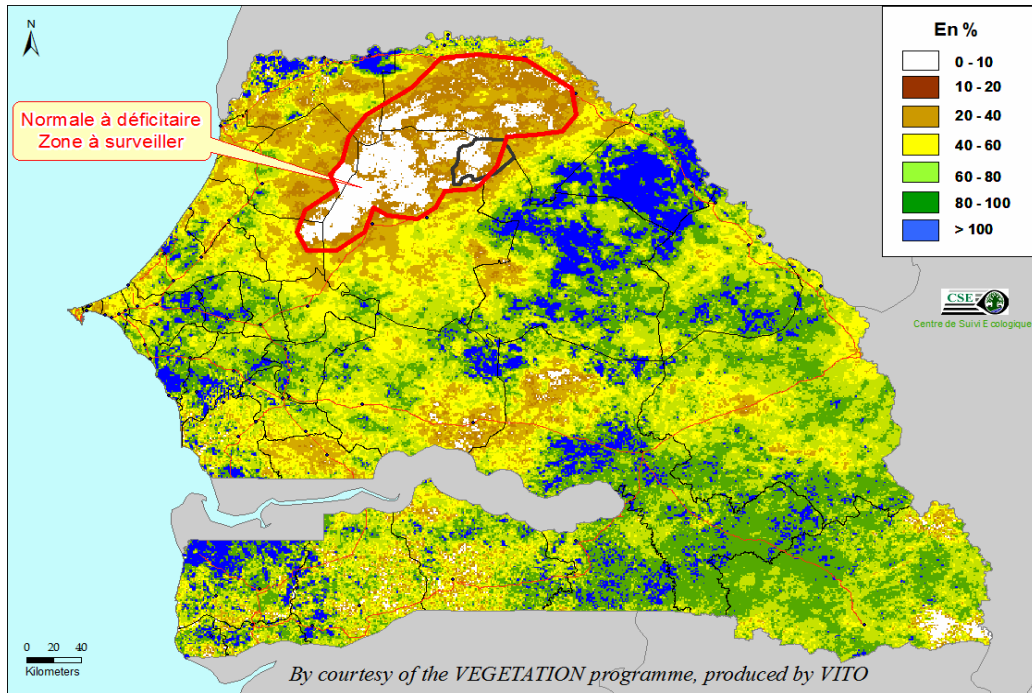 N
Normale à déficitaire
Zone à surveiller
En %
0 - 10
10 - 20
20 - 40
40 - 60
60 - 80
80 - 100
> 100
CSE
Centre de Suivi Ecologique
0 20 40
Kilometers
By courtesy of the VEGETATION programme, produced by VITO